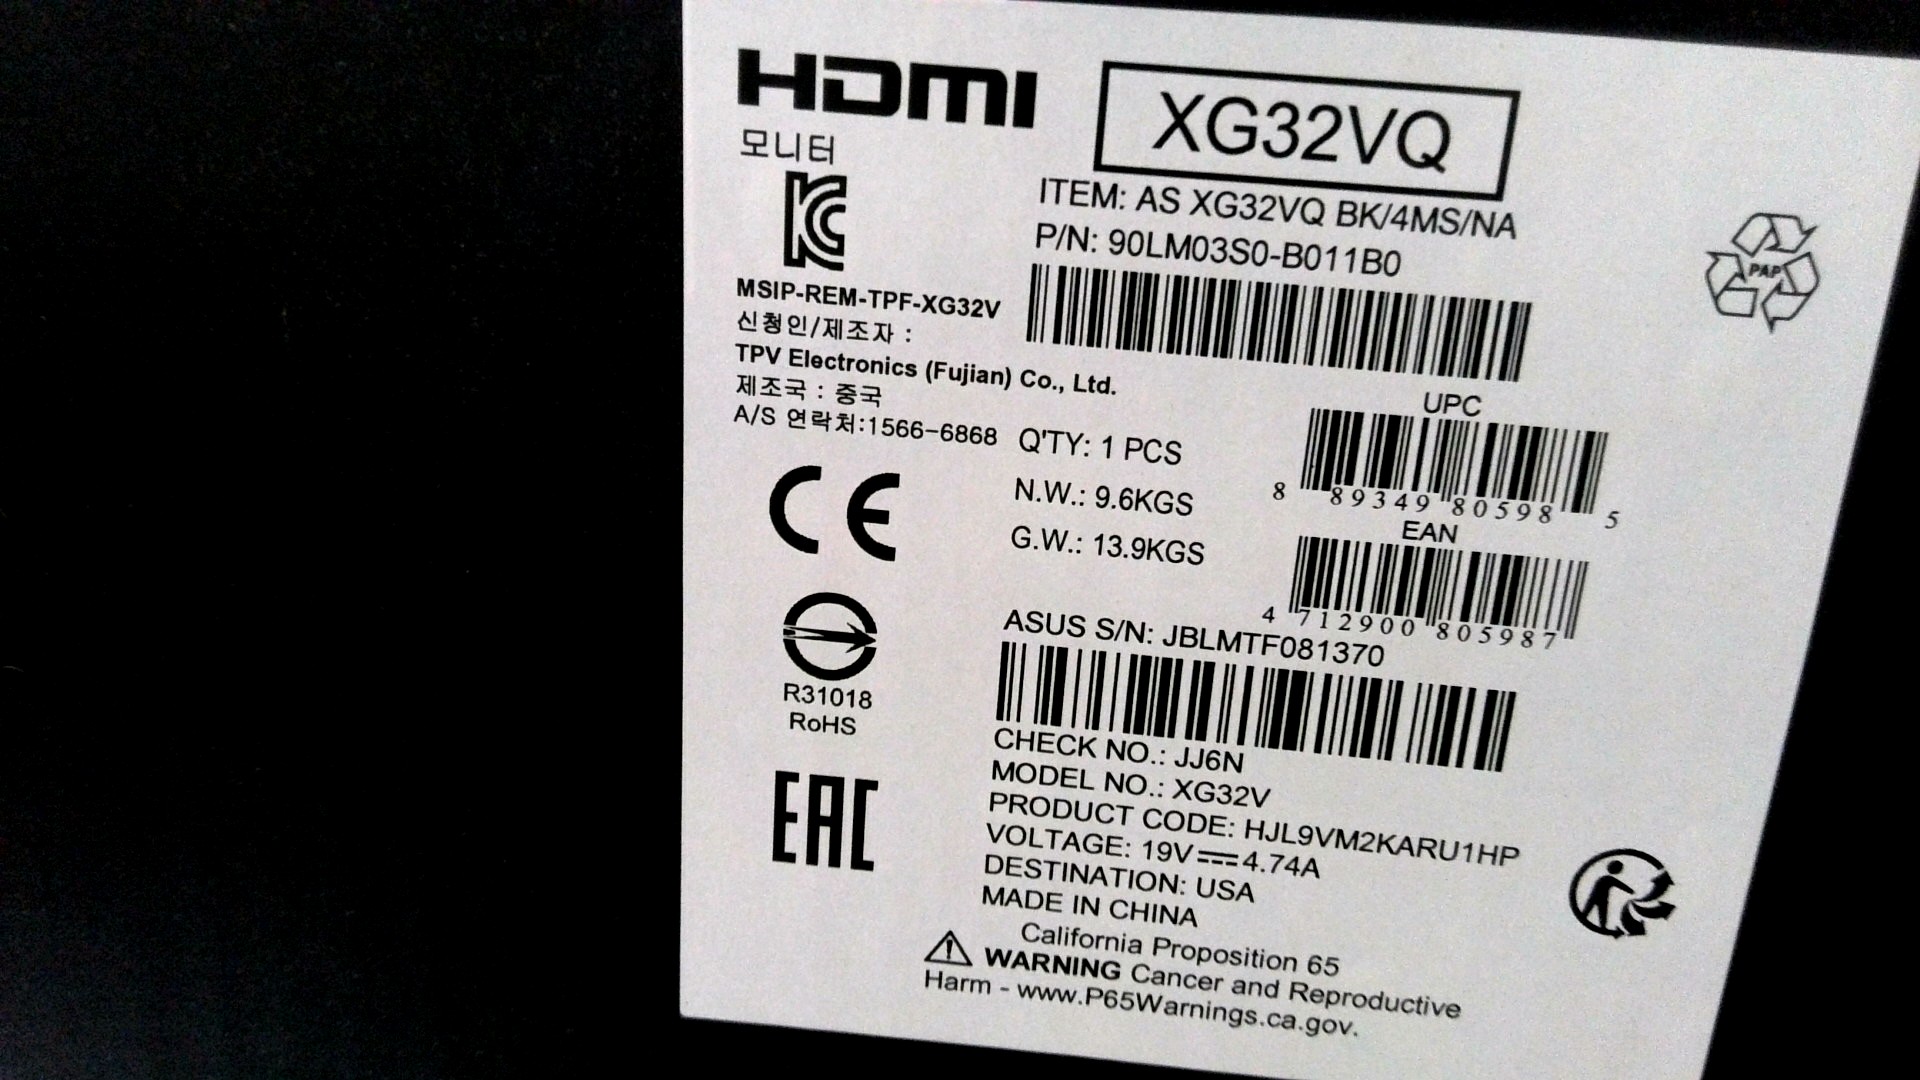 HDMI
XG32VQ
모니터
ITEM: AS XG32VQ BK/4MS/NA
P/N: 90LM03S0-B011B0
PAP
MSIP-REM-TPF-XG32V
신청인/제조자 :
TPV Electronics (Fujian) Co., Ltd.
제조국 : 중국
A/S 연락처:1566-6868
Q'TY: 1 PCS
N.W.: 9.6KGS
G.W.: 13.9KGS
UPC
8 89349 80598 5
EAN
4 712900 805987
CE
R31018
RoHS
EAC
ASUS S/N: JBLMTF081370
CHECK NO.: JJ6N
MODEL NO.: XG32V
PRODUCT CODE: HJL9VM2KARU1HP
VOLTAGE: 19V⎓4.74A
DESTINATION: USA
MADE IN CHINA
California Proposition 65
WARNING Cancer and Reproductive
Harm - www.P65Warnings.ca.gov.